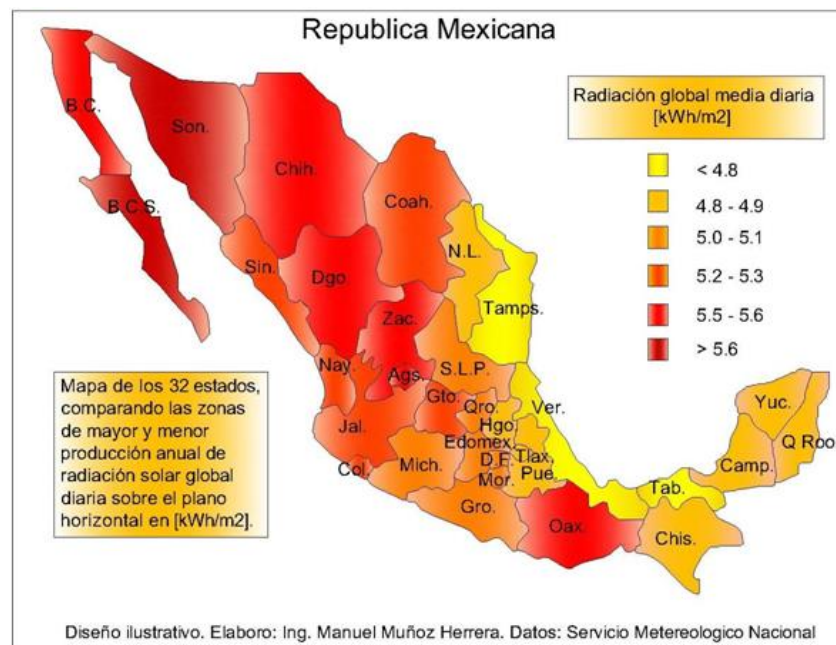 Republica Mexicana
Radiación global media diaria
[kWh/m2]
< 4.8
4.8 - 4.9
5.0 - 5.1
5.2 - 5.3
5.5 - 5.6
> 5.6
B.C.
Son.
Chih.
Coah.
B.C.S.
N.L.
Sin.
Dgo.
Tamps.
Zac.
Nay.
Ags.
S.L.P.
Gto.
Qro.
Ver.
Yuc.
Jal.
Hgo.
Q Roo
Edomex.
Tlax.
Col.
Mich.
D.F.
Pue.
Camp.
Mor.
Tab.
Gro.
Oax.
Chis.
Mapa de los 32 estados,
comparando las zonas
de mayor y menor
producción anual de
radiación solar global
diaria sobre el plano
horizontal en [kWh/m2].
Diseño ilustrativo. Elaboro: Ing. Manuel Muñoz Herrera. Datos: Servicio Metereologico Nacional